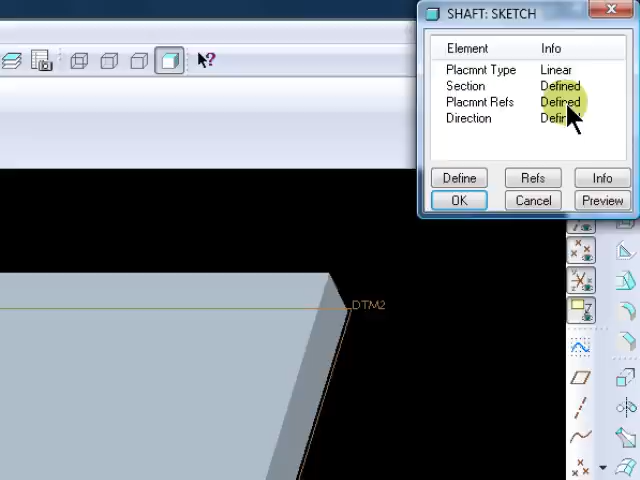 SHAFT: SKETCH
Element Info
Placmnt Type Linear
Section Defined
Placmnt Refs Defined
Direction
Define Refs Info
OK Cancel Preview
DTM2